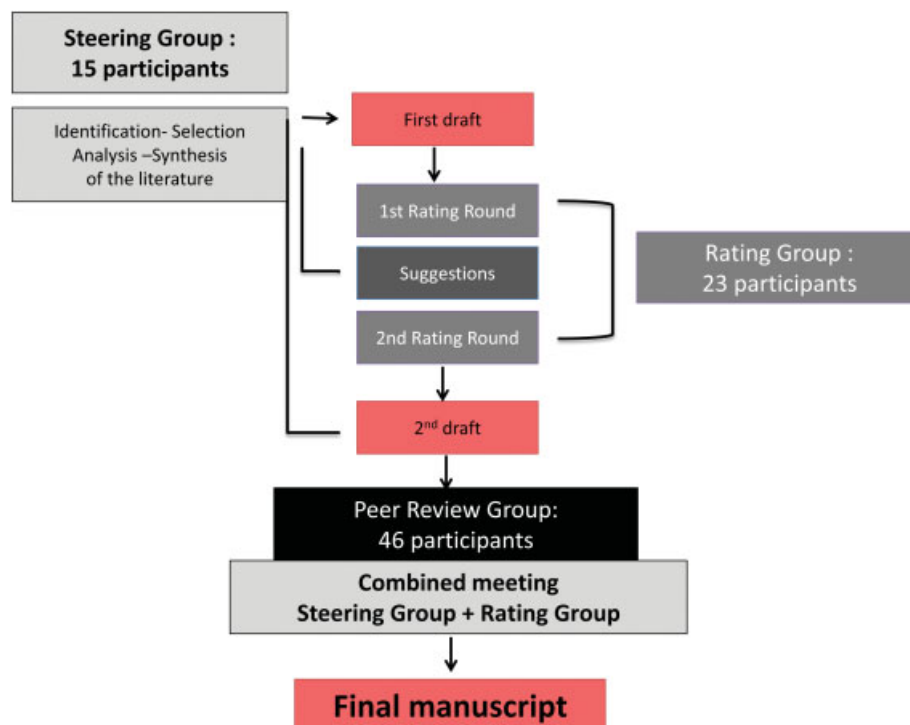 Steering Group :
15 participants
Identification- Selection
Analysis –Synthesis
of the literature
First draft
1st Rating Round
Suggestions
2nd Rating Round
Rating Group :
23 participants
2nd draft
Peer Review Group:
46 participants
Combined meeting
Steering Group + Rating Group
Final manuscript